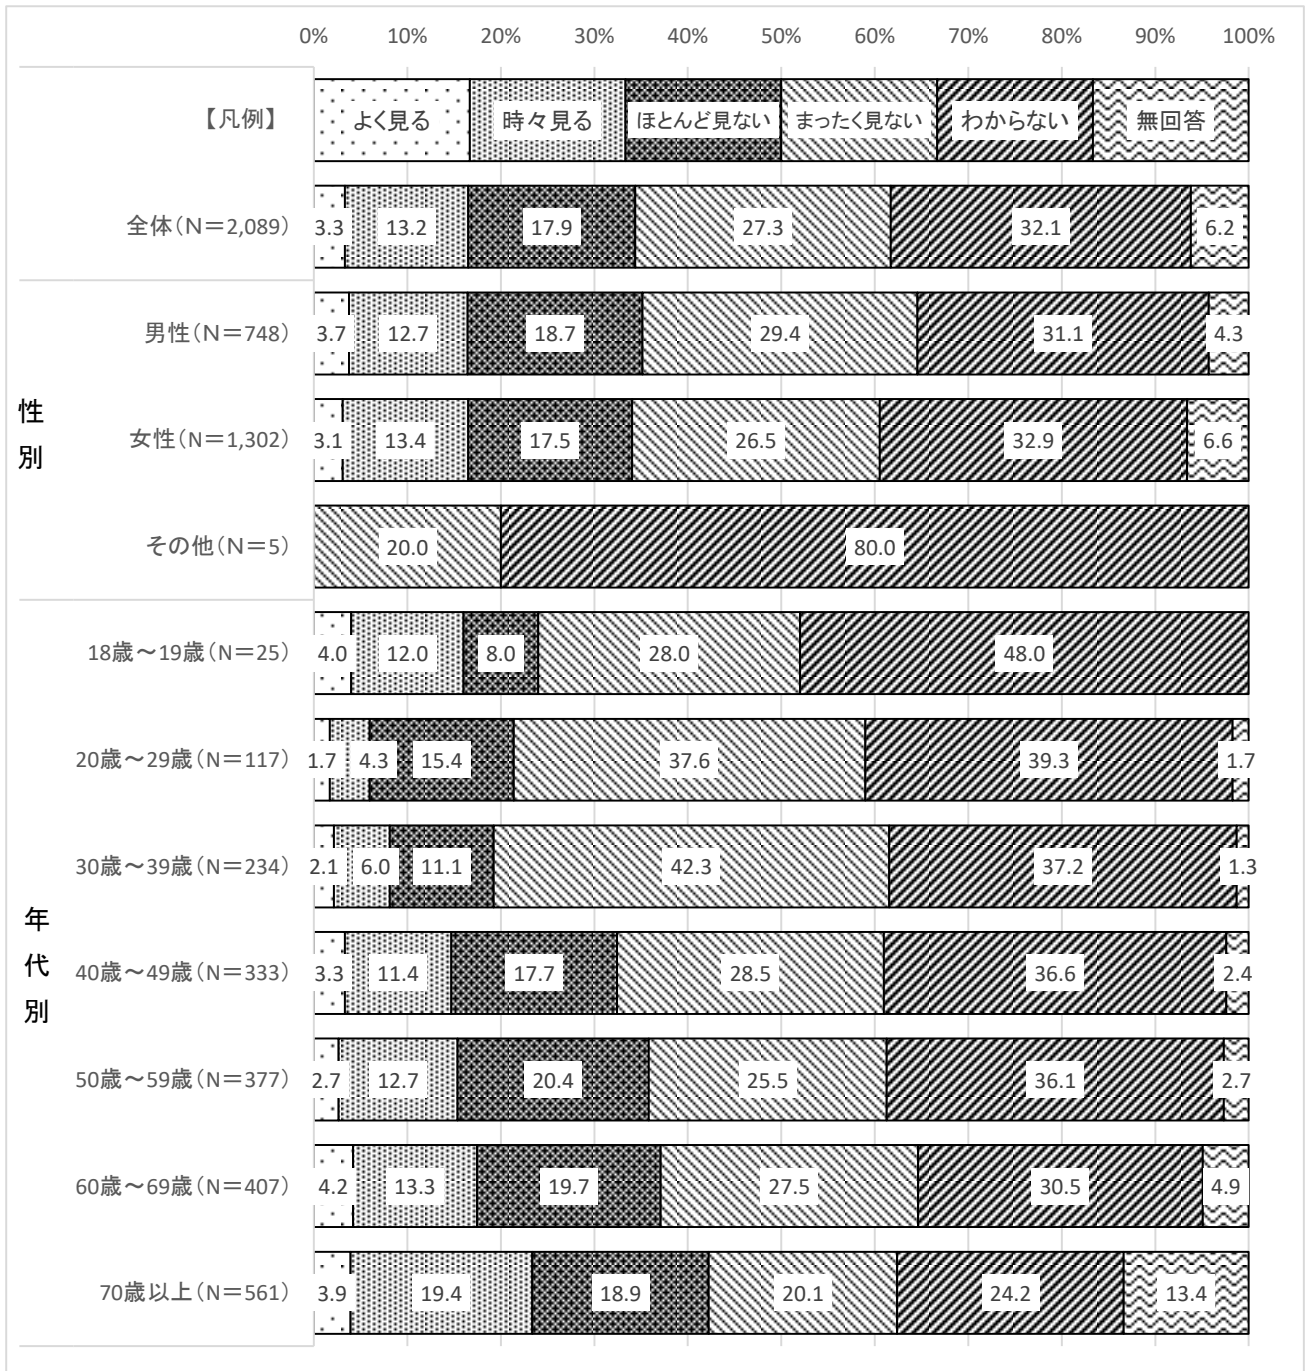 0% 10% 20% 30% 40% 50% 60% 70% 80% 90% 100%
【凡例】 よく見る 時々見る ほとんど見ない まったく見ない わからない 無回答
全体(N=2,089) 3.3 13.2 17.9 27.3 32.1 6.2
性別
男性(N=748) 3.7 12.7 18.7 29.4 31.1 4.3
女性(N=1,302) 3.1 13.4 17.5 26.5 32.9 6.6
その他(N=5) 20.0 80.0
年代別
18歳~19歳(N=25) 4.0 12.0 8.0 28.0 48.0
20歳~29歳(N=117) 1.7 4.3 15.4 37.6 39.3 1.7
30歳~39歳(N=234) 2.1 6.0 11.1 42.3 37.2 1.3
40歳~49歳(N=333) 3.3 11.4 17.7 28.5 36.6 2.4
50歳~59歳(N=377) 2.7 12.7 20.4 25.5 36.1 2.7
60歳~69歳(N=407) 4.2 13.3 19.7 27.5 30.5 4.9
70歳以上(N=561) 3.9 19.4 18.9 20.1 24.2 13.4